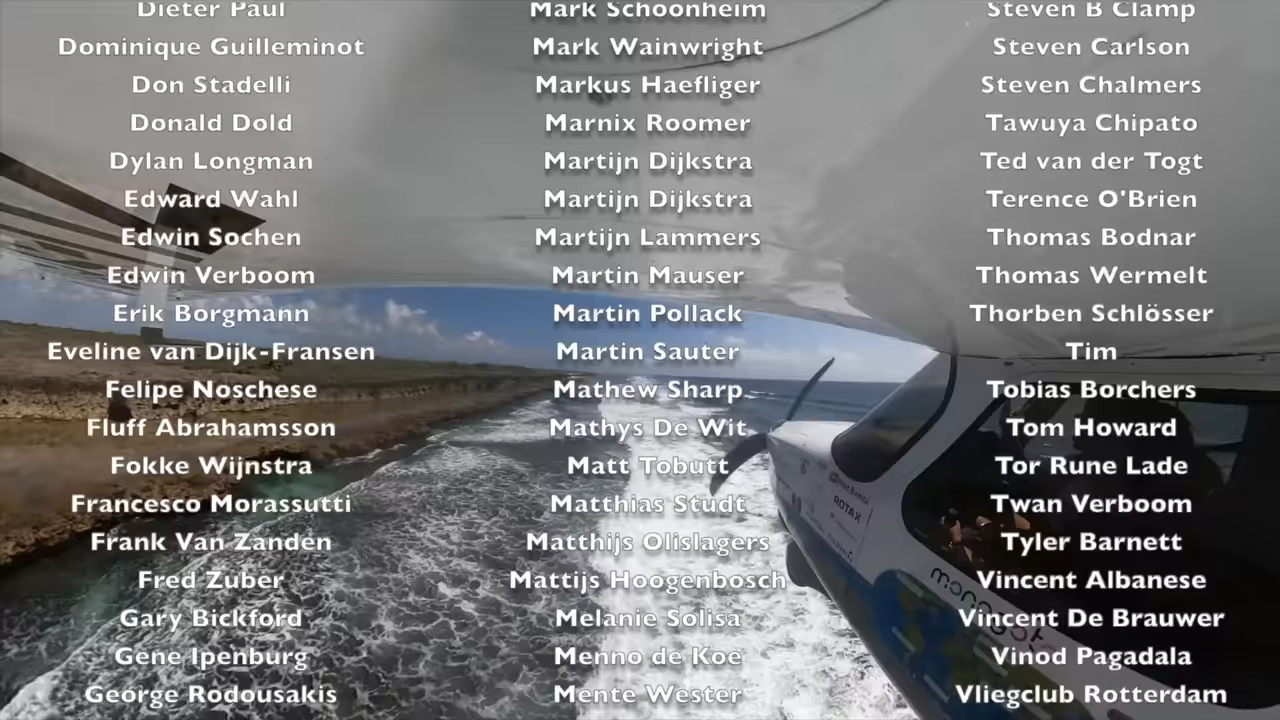 Dieter Paul
Dominique Guilleminot
Don Stadelli
Donald Dold
Dylan Longman
Edward Wahl
Edwin Sochen
Edwin Verboom
Erik Borgmann
Eveline van Dijk-Fransen
Felipe Noschese
Fluff Abrahamsson
Fokke Wijnstra
Francesco Morassutti
Frank Van Zanden
Fred Zuber
Gary Bickford
Gene Ipenburg
George Rodousakis
Mark Schoonheim
Mark Wainwright
Markus Haefliger
Marnix Roomer
Martijn Dijkstra
Martijn Dijkstra
Martijn Lammers
Martin Mauser
Martin Pollack
Martin Sauter
Mathew Sharp
Mathys De Wit
Matt Tobutt
Matthias Studt
Matthijs Olislagers
Mattijs Hoogenbosch
Melanie Solisa
Menno de Koe
Mente Wester
Steven B Clamp
Steven Carlson
Steven Chalmers
Tawuya Chipato
Ted van der Togt
Terence O'Brien
Thomas Bodnar
Thomas Wermelt
Thorben Schlösser
Tim
Tobias Borchers
Tom Howard
Tor Rune Lade
Twan Verboom
Tyler Barnett
Vincent Albanese
Vincent De Brauwer
Vinod Pagadala
Vliegclub Rotterdam
ROTAX